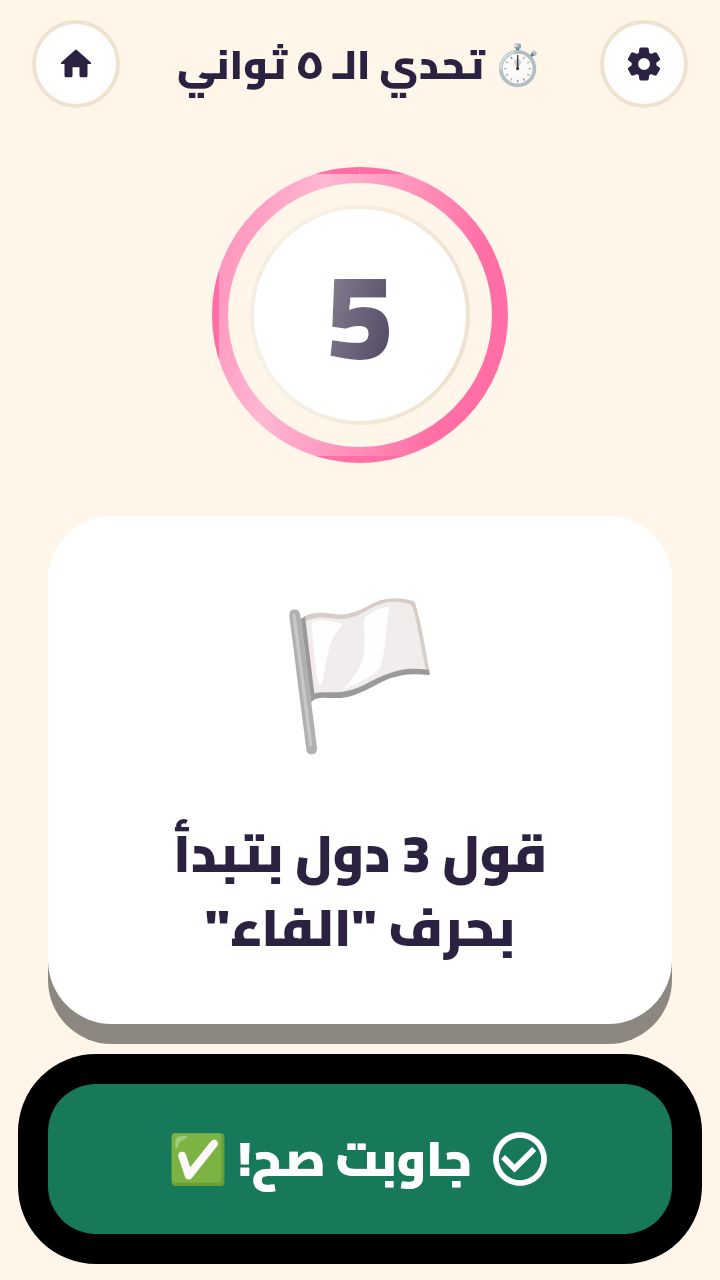 ⏱️ تحدي الـ ٥ ثواني
5
قول 3 دول بتبدأ
بحرف "الفاء"
جاوبت صح! ✅